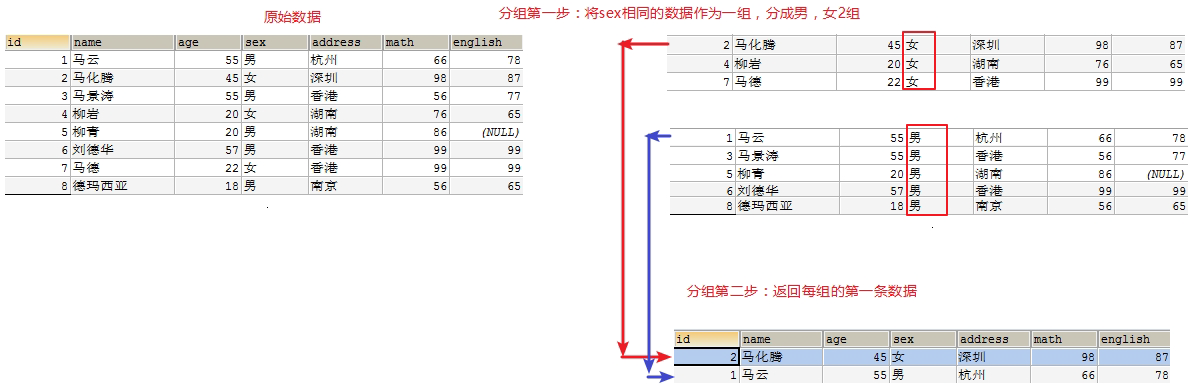 原始数据
id name age sex address math english
1 马云 55 男 杭州 66 78
2 马化腾 45 女 深圳 98 87
3 马景涛 55 男 香港 56 77
4 柳岩 20 女 湖南 76 65
5 柳青 20 男 湖南 86 (NULL)
6 刘德华 57 男 香港 99 99
7 马德 22 女 香港 99 99
8 德玛西亚 18 男 南京 56 65
分组第一步：将sex相同的数据作为一组，分成男，女2组
2 马化腾 45 女 深圳 98 87
4 柳岩 20 女 湖南 76 65
7 马德 22 女 香港 99 99
1 马云 55 男 杭州 66 78
3 马景涛 55 男 香港 56 77
5 柳青 20 男 湖南 86 (NULL)
6 刘德华 57 男 香港 99 99
8 德玛西亚 18 男 南京 56 65
分组第二步：返回每组的第一条数据
id name age sex address math english
2 马化腾 45 女 深圳 98 87
1 马云 55 男 杭州 66 78